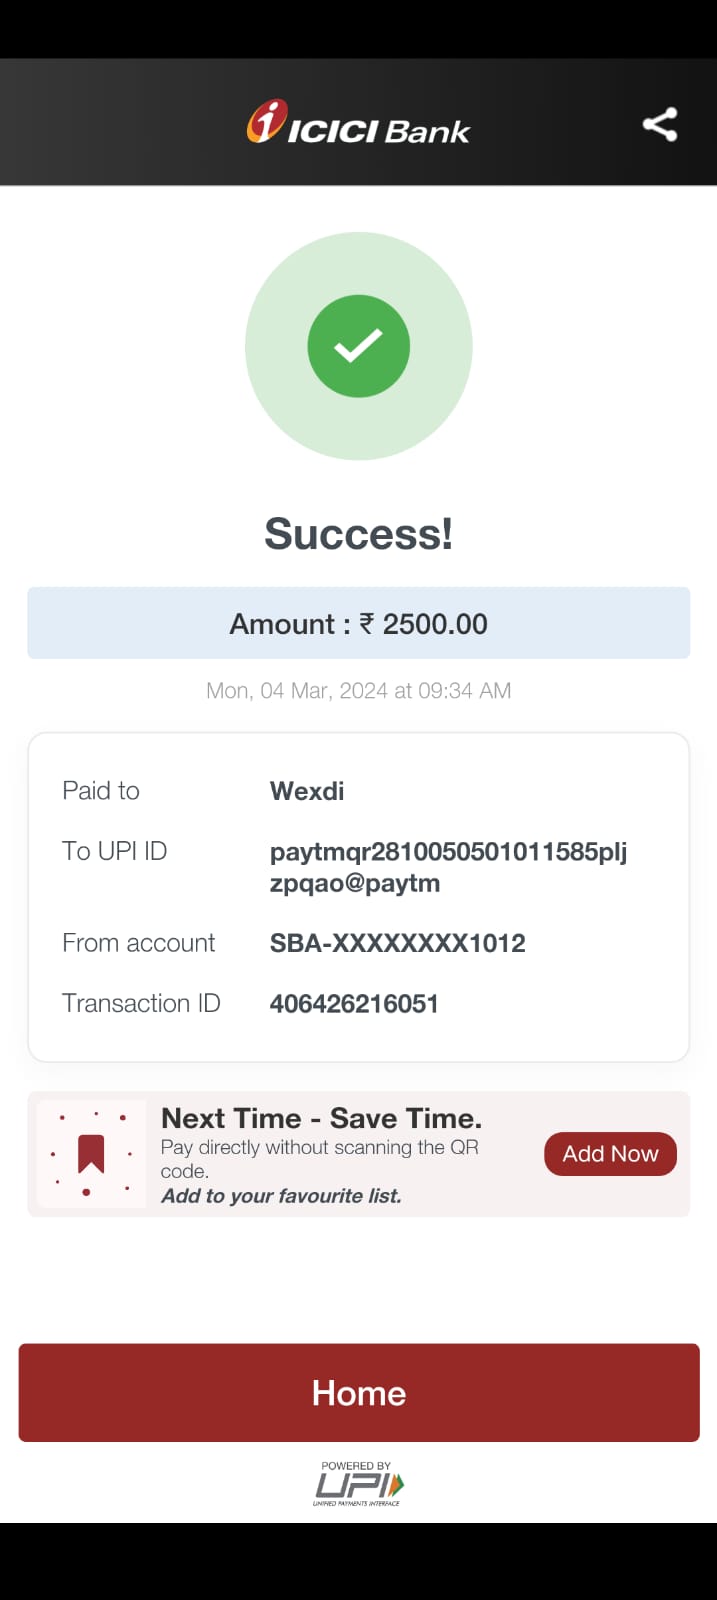 ICICI Bank
Success!
Amount : ₹ 2500.00
Mon, 04 Mar, 2024 at 09:34 AM
Paid to Wexdi
To UPI ID paytmqr2810050501011585plj
zpqao@paytm
From account SBA-XXXXXXXX1012
Transaction ID 406426216051
Next Time - Save Time.
Pay directly without scanning the QR
code.
Add to your favourite list.
Add Now
Home
POWERED BY
UPI
UNIFIED PAYMENTS INTERFACE